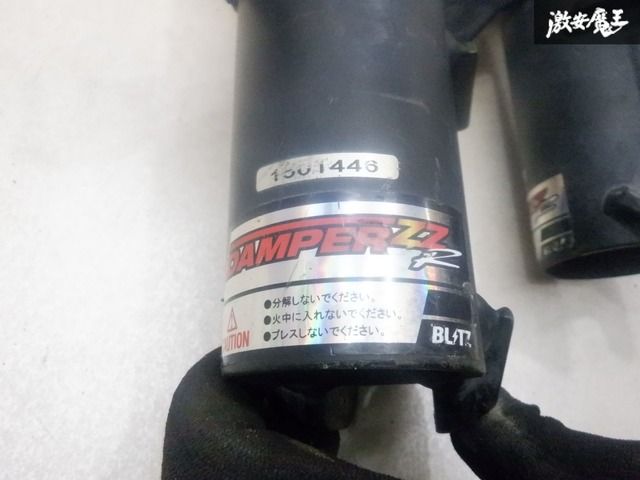 激安魔王
1501446
DAMPER ZZ R
●分解しないでください。
●火中に入れないでください。
●プレスしないでください。
CAUTION
BLITZ